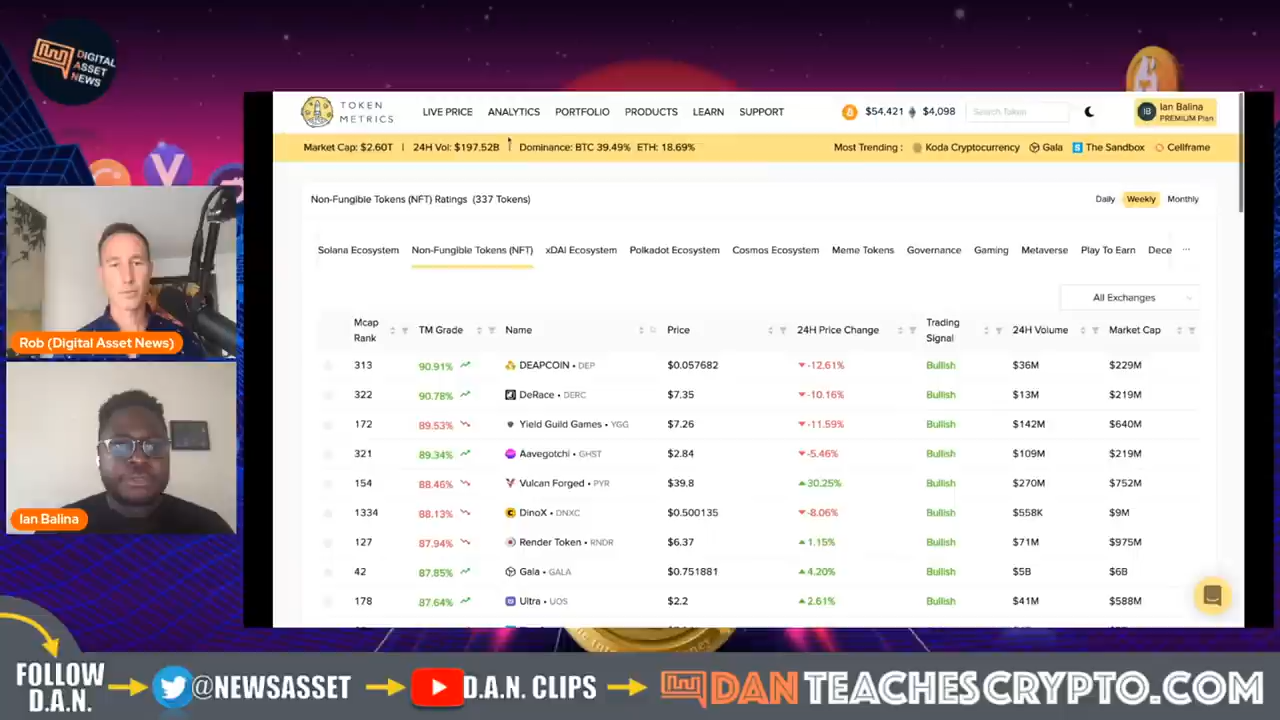 DIGITAL
ASSET
NEWS
TOKEN
METRICS
LIVE PRICE ANALYTICS PORTFOLIO PRODUCTS LEARN SUPPORT
$54,421 $4,098 Search Token
Ian Balina
PREMIUM Plan
Market Cap: $2.60T | 24H Vol: $197.52B Dominance: BTC 39.49% ETH: 18.69%
Most Trending : Koda Cryptocurrency Gala The Sandbox Cellframe
Non-Fungible Tokens (NFT) Ratings (337 Tokens)
Daily Weekly Monthly
Solana Ecosystem Non-Fungible Tokens (NFT) xDAI Ecosystem Polkadot Ecosystem Cosmos Ecosystem Meme Tokens Governance Gaming Metaverse Play To Earn Dece ...
All Exchanges
Mcap Rank TM Grade Name Price 24H Price Change Trading Signal 24H Volume Market Cap
313 90.91% DEAPCOIN • DEP $0.057682 -12.61% Bullish $36M $229M
322 90.78% DeRace • DERC $7.35 -10.16% Bullish $13M $219M
172 89.53% Yield Guild Games • YGG $7.26 -11.59% Bullish $142M $640M
321 89.34% Aavegotchi • GHST $2.84 -5.46% Bullish $109M $219M
154 88.46% Vulcan Forged • PYR $39.8 30.25% Bullish $270M $752M
1334 88.13% DinoX • DNXC $0.500135 -8.06% Bullish $558K $9M
127 87.94% Render Token • RNDR $6.37 1.15% Bullish $71M $975M
42 87.85% Gala • GALA $0.751881 4.20% Bullish $5B $6B
178 87.64% Ultra • UOS $2.2 2.61% Bullish $41M $588M
Rob (Digital Asset News)
Ian Balina
FOLLOW
D.A.N.
@NEWSASSET
D.A.N. CLIPS
DANTEACHESCRYPTO.COM